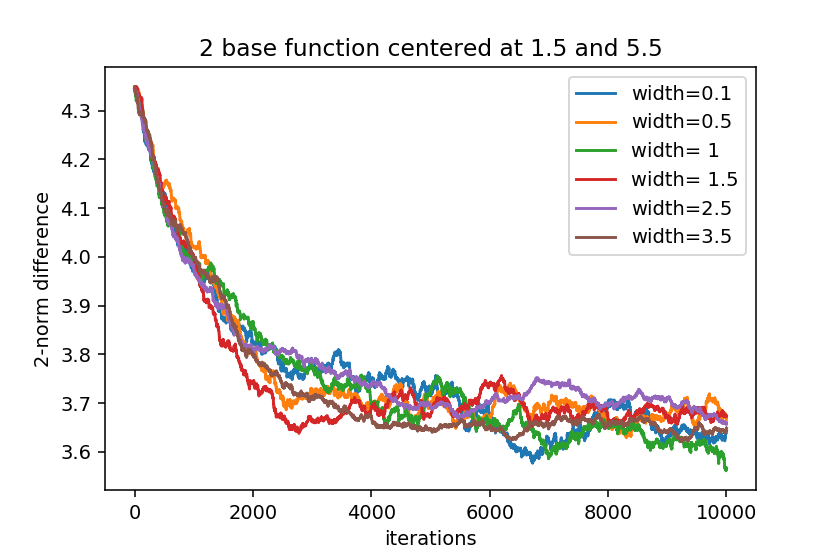 2 base function centered at 1.5 and 5.5
width=0.1
width=0.5
width= 1
width= 1.5
width=2.5
width=3.5
4.3
4.2
4.1
4.0
3.9
3.8
3.7
3.6
2-norm difference
0 2000 4000 6000 8000 10000
iterations